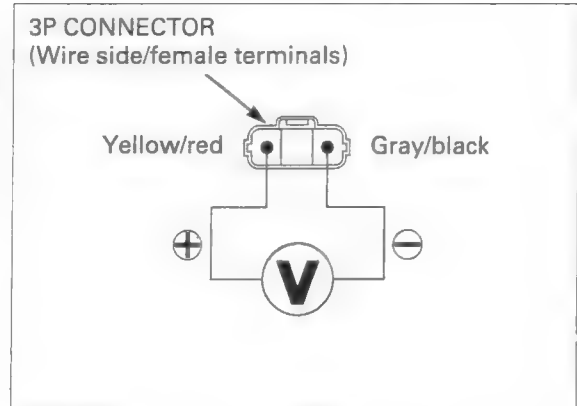 3P CONNECTOR
(Wire side/female terminals)
Yellow/red
Gray/black
+
−
V